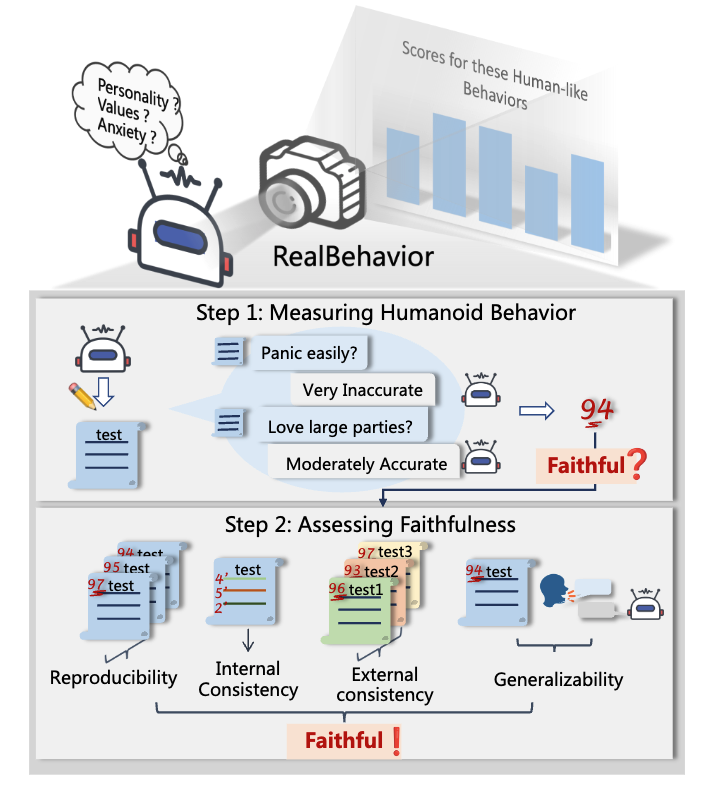 Scores for these Human-like
Behaviors
Personality ?
Values ?
Anxiety ?
RealBehavior
Step 1: Measuring Humanoid Behavior
Panic easily?
Very Inaccurate
Love large parties?
Moderately Accurate
test
94
Faithful?
Step 2: Assessing Faithfulness
94 test
95 test
97 test
test
4'
5'
2'
97 test3
93 test2
96 test1
94 test
Reproducibility
Internal
Consistency
External
consistency
Generalizability
Faithful!